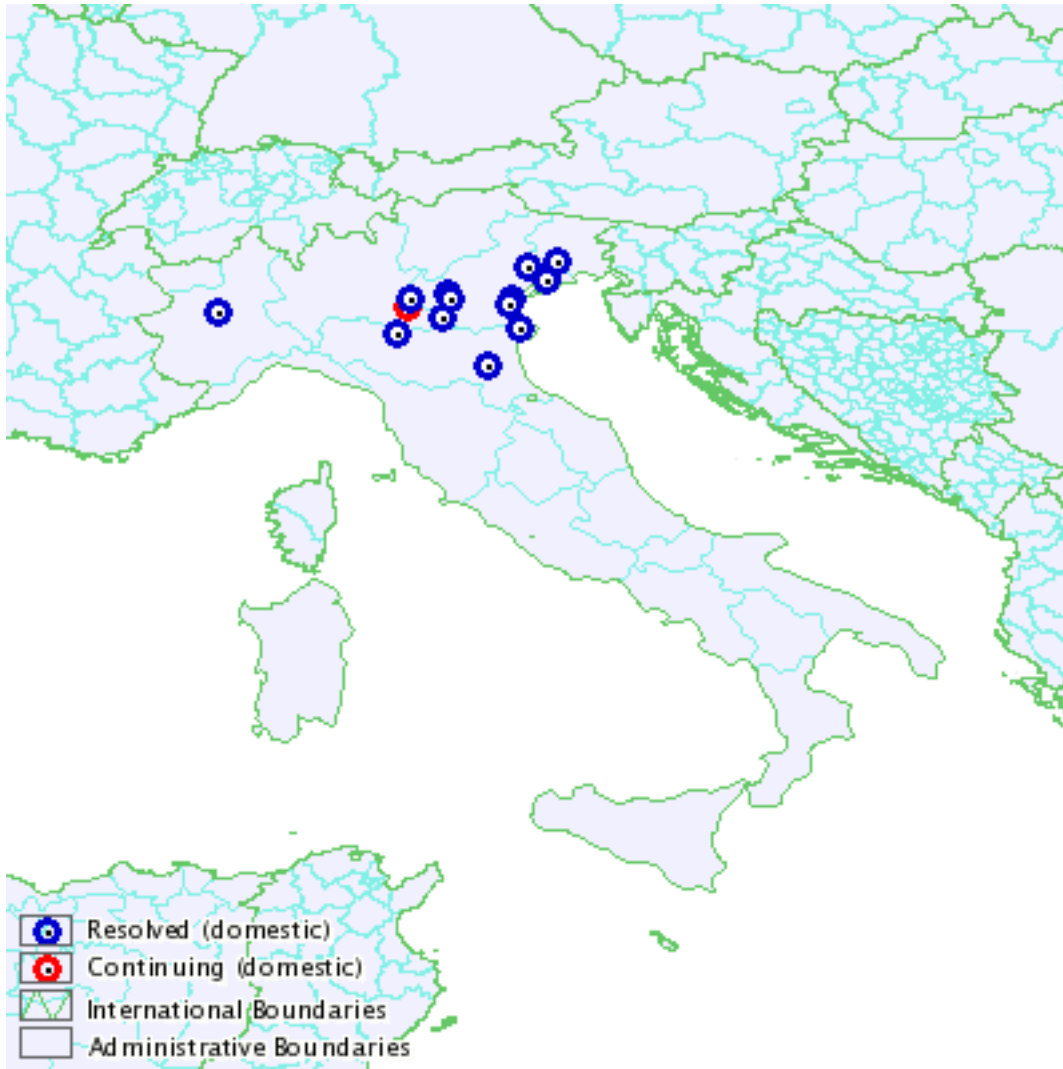 Resolved (domestic)
Continuing (domestic)
International Boundaries
Administrative Boundaries